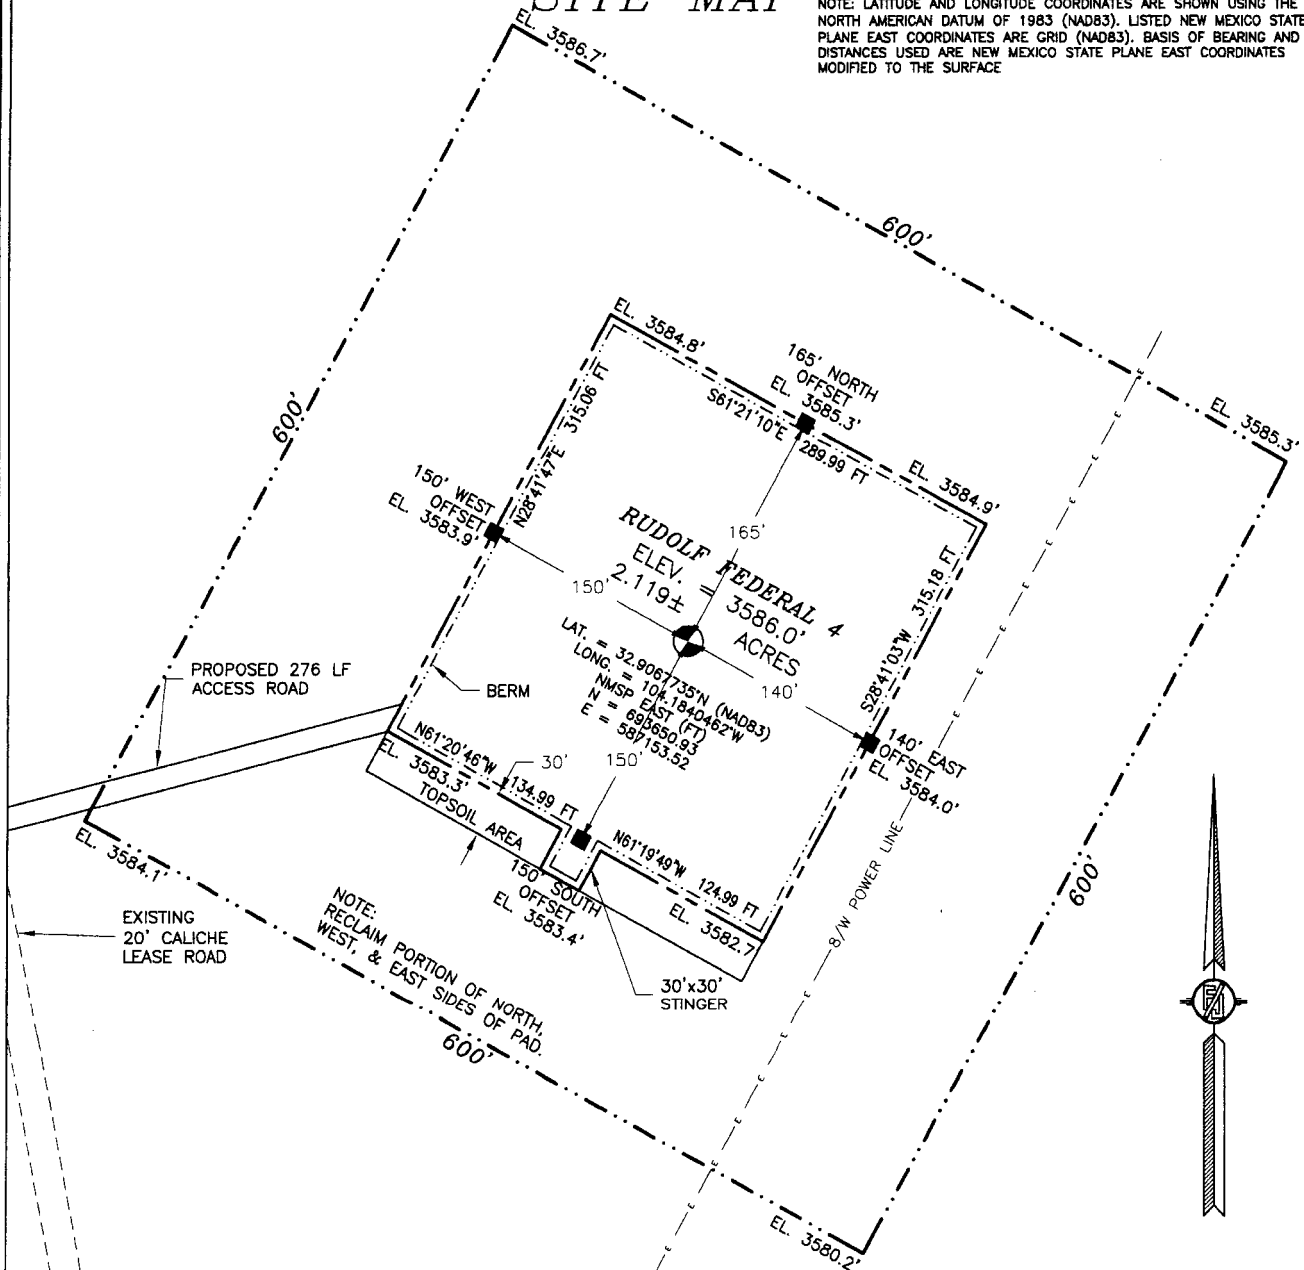 SITE MAP
NOTE: LATITUDE AND LONGITUDE COORDINATES ARE SHOWN USING THE
NORTH AMERICAN DATUM OF 1983 (NAD83). LISTED NEW MEXICO STATE
PLANE EAST COORDINATES ARE GRID (NAD83). BASIS OF BEARING AND
DISTANCES USED ARE NEW MEXICO STATE PLANE EAST COORDINATES
MODIFIED TO THE SURFACE
EL. 3586.7'
600'
600'
EL. 3585.3'
EL. 3584.8'
165' NORTH
OFFSET
EL. 3585.3'
S61°21'10"E
289.99 FT
EL. 3584.9'
N28°41'47"E 315.06 FT
150' WEST
OFFSET
EL. 3583.9'
165'
150'
RUDOLF FEDERAL 4
ELEV. = 3586.0'
2.119± ACRES
LAT. = 32.9067735°N (NAD83)
LONG. = 104.1840462°W
NMSP EAST (FT)
N = 693650.93
E = 587153.52
140'
S28°41'03"W 315.18 FT
140' EAST
OFFSET
EL. 3584.0'
PROPOSED 276 LF
ACCESS ROAD
BERM
150'
N61°20'46"W 134.99 FT
30'
EL. 3583.3'
TOPSOIL AREA
N61°19'49"W 124.99 FT
150' SOUTH
OFFSET
EL. 3583.4'
EL. 3582.7'
8/W POWER LINE
600'
EL. 3584.1'
EXISTING
20' CALICHE
LEASE ROAD
NOTE:
RECLAIM PORTION OF NORTH,
WEST, & EAST SIDES OF PAD.
30'x30'
STINGER
600'
EL. 3580.2'